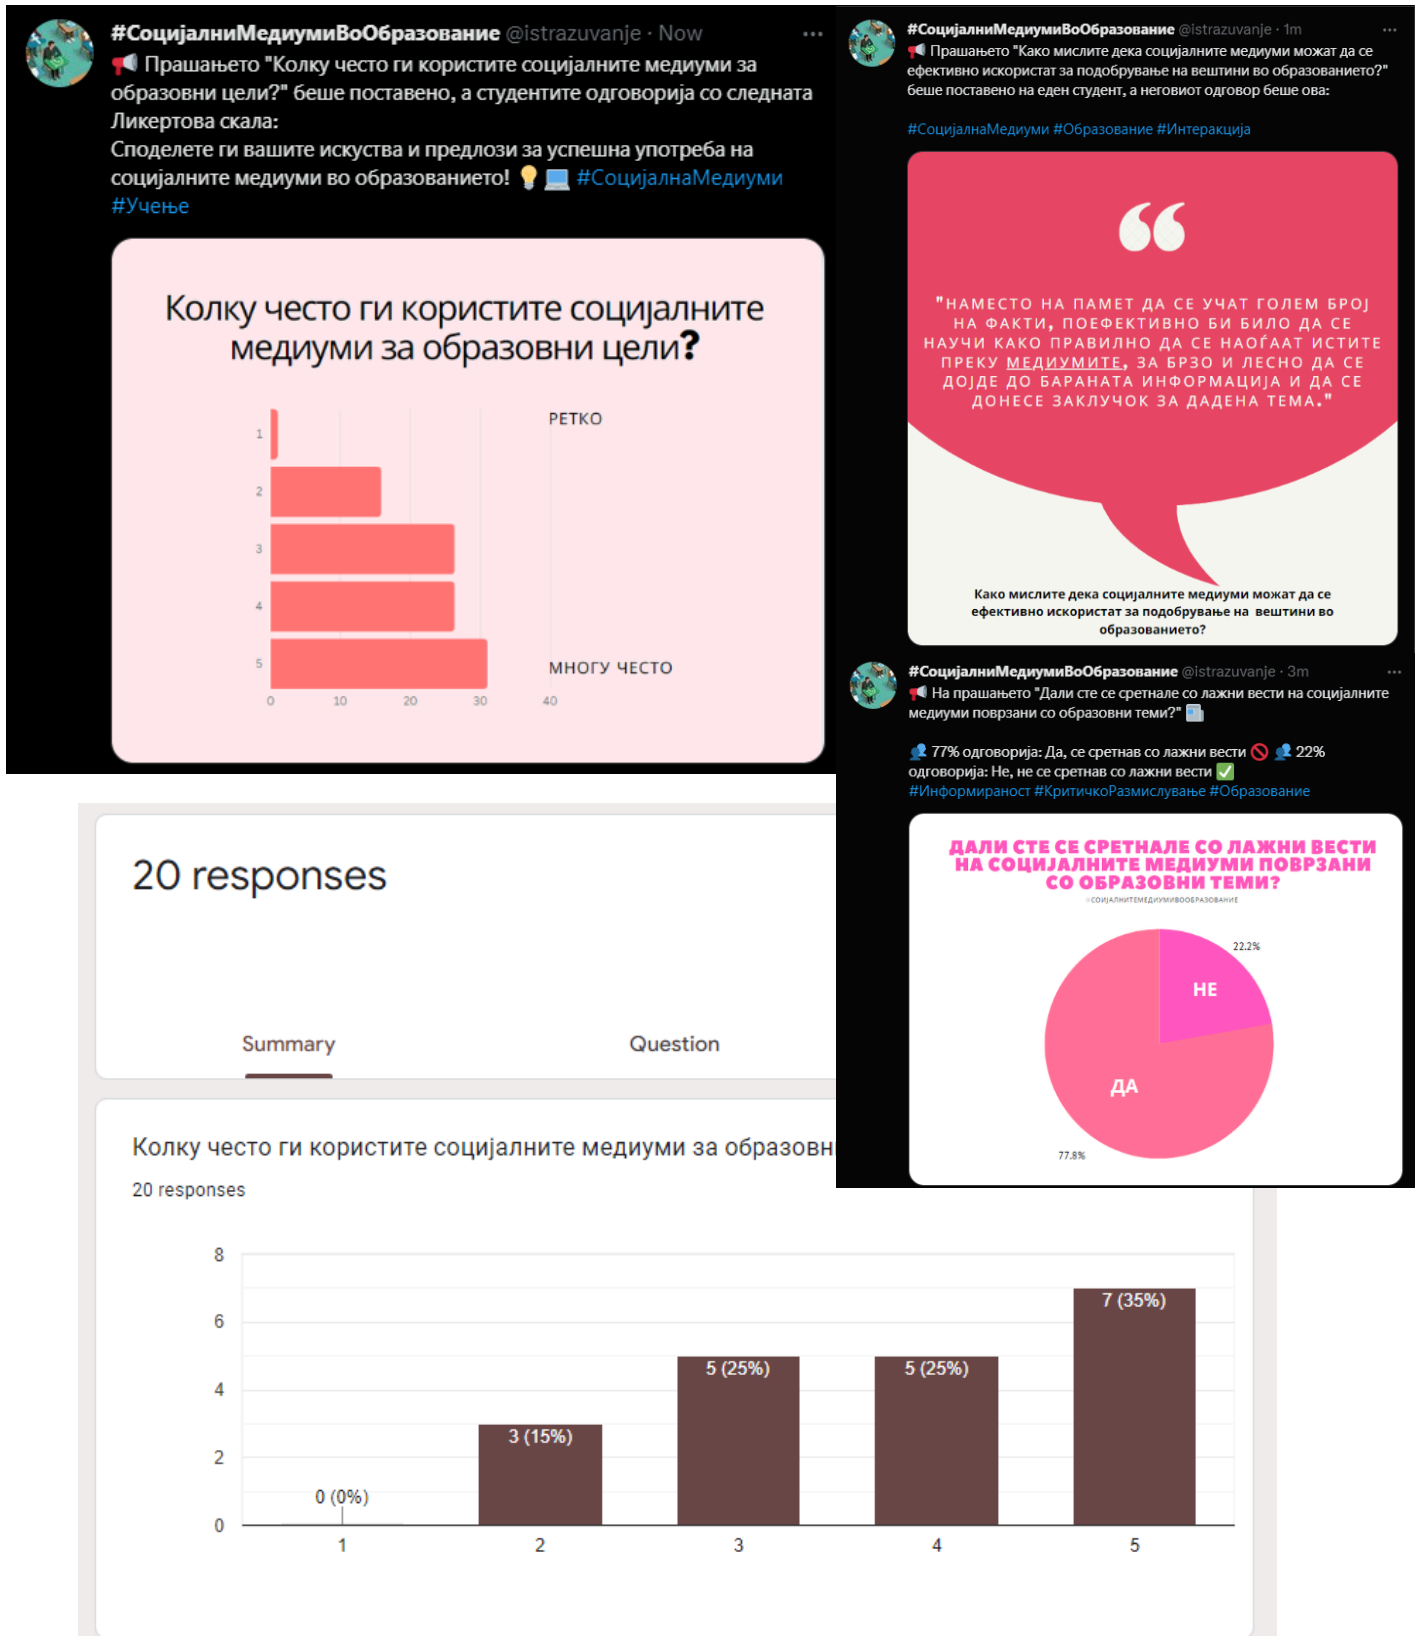 #СоцијалниМедиумиВоОбразование @istrazuvanje · Now
Прашањето "Колку често ги користите социјалните медиуми за
образовни цели?" беше поставено, а студентите одговорија со следната
Ликертова скала:
Споделете ги вашите искуства и предлози за успешна употреба на
социјалните медиуми во образованието! #СоцијалнаМедиуми
#Учење
Колку често ги користите социјалните
медиуми за образовни цели?
РЕТКО
1
2
3
4
5
МНОГУ ЧЕСТО
0 10 20 30 40
#СоцијалниМедиумиВоОбразование @istrazuvanje · 1m
Прашањето "Како мислите дека социјалните медиуми можат да се
ефективно искористат за подобрување на вештини во образованието?"
беше поставено на еден студент, а неговиот одговор беше ова:
#СоцијалнаМедиуми #Образование #Интеракција
"НАМЕСТО НА ПАМЕТ ДА СЕ УЧАТ ГОЛЕМ БРОЈ
НА ФАКТИ, ПОЕФЕКТИВНО БИ БИЛО ДА СЕ
НАУЧИ КАКО ПРАВИЛНО ДА СЕ НАОЃААТ ИСТИТЕ
ПРЕКУ МЕДИУМИТЕ, ЗА БРЗО И ЛЕСНО ДА СЕ
ДОЈДЕ ДО БАРАНАТА ИНФОРМАЦИЈА И ДА СЕ
ДОНЕСЕ ЗАКЛУЧОК ЗА ДАДЕНА ТЕМА."
Како мислите дека социјалните медиуми можат да се
ефективно искористат за подобрување на вештини во
образованието?
#СоцијалниМедиумиВоОбразование @istrazuvanje · 3m
На прашањето "Дали сте се сретнале со лажни вести на социјалните
медиуми поврзани со образовни теми?"
77% одговорија: Да, се сретнав со лажни вести 22%
одговорија: Не, не се сретнав со лажни вести
#Информираност #КритичкоРазмислување #Образование
ДАЛИ СТЕ СЕ СРЕТНАЛЕ СО ЛАЖНИ ВЕСТИ
НА СОЦИЈАЛНИТЕ МЕДИУМИ ПОВРЗАНИ
СО ОБРАЗОВНИ ТЕМИ?
#СОИЈАЛНИТЕМЕДИУМИВООБРАЗОВАНИЕ
22.2%
НЕ
ДА
77.8%
20 responses
Summary Question
Колку често ги користите социјалните медиуми за образовн
20 responses
8
6
4
2
0
0 (0%)
3 (15%)
5 (25%)
5 (25%)
7 (35%)
1 2 3 4 5